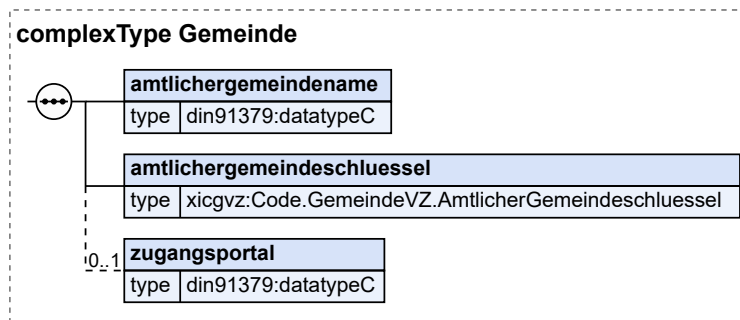 complexType Gemeinde
amtlichergemeindename
type din91379:datatypeC
amtlichergemeindeschluessel
type xicgvz:Code.GemeindeVZ.AmtlicherGemeindeschluessel
zugangsportal
0..1
type din91379:datatypeC